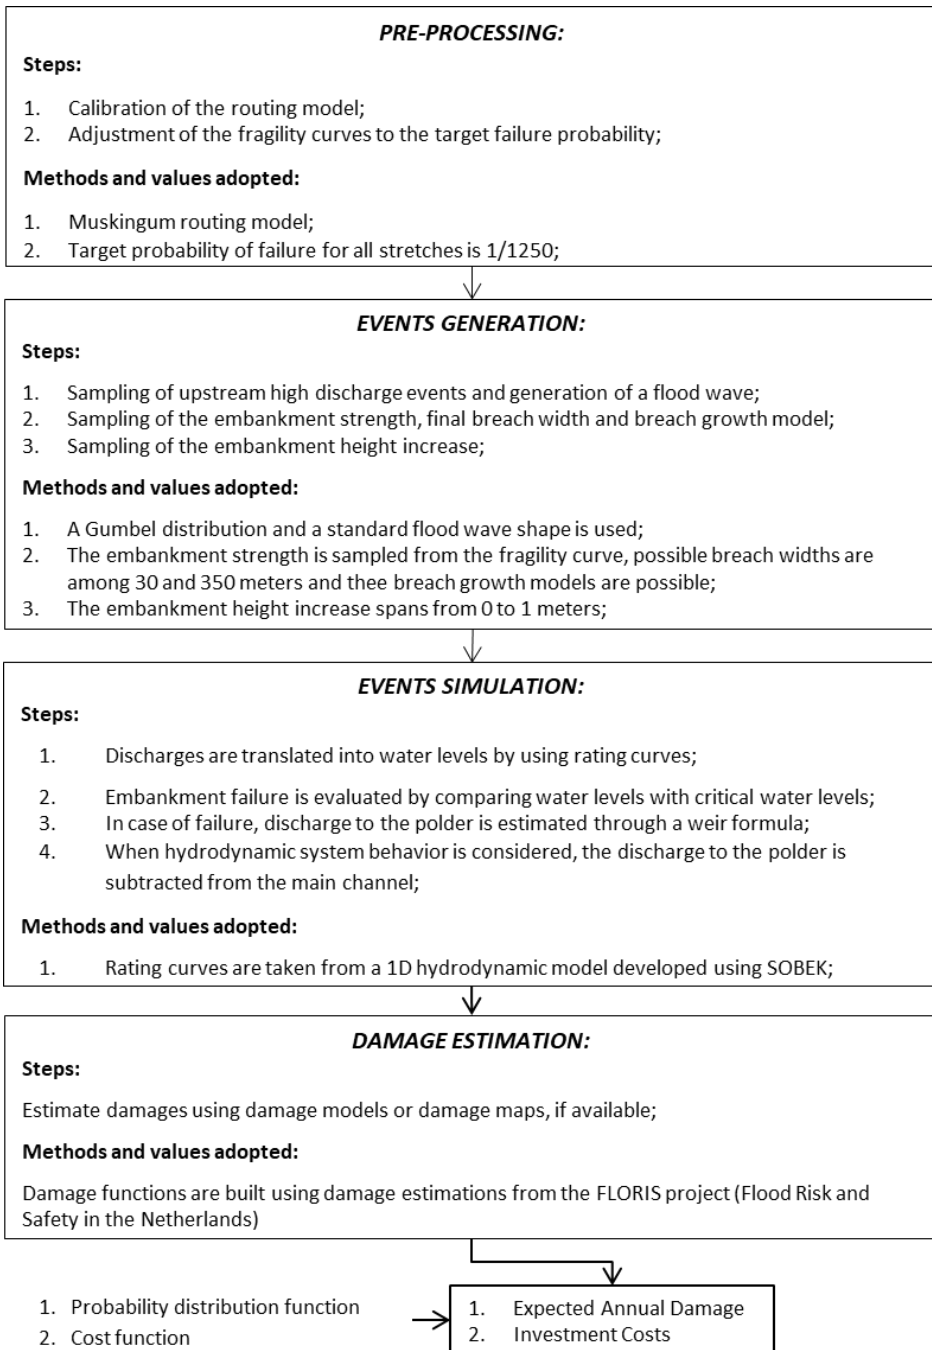 PRE-PROCESSING:
Steps:
1. Calibration of the routing model;
2. Adjustment of the fragility curves to the target failure probability;
Methods and values adopted:
1. Muskingum routing model;
2. Target probability of failure for all stretches is 1/1250;
EVENTS GENERATION:
Steps:
1. Sampling of upstream high discharge events and generation of a flood wave;
2. Sampling of the embankment strength, final breach width and breach growth model;
3. Sampling of the embankment height increase;
Methods and values adopted:
1. A Gumbel distribution and a standard flood wave shape is used;
2. The embankment strength is sampled from the fragility curve, possible breach widths are
among 30 and 350 meters and thee breach growth models are possible;
3. The embankment height increase spans from 0 to 1 meters;
EVENTS SIMULATION:
Steps:
1. Discharges are translated into water levels by using rating curves;
2. Embankment failure is evaluated by comparing water levels with critical water levels;
3. In case of failure, discharge to the polder is estimated through a weir formula;
4. When hydrodynamic system behavior is considered, the discharge to the polder is
subtracted from the main channel;
Methods and values adopted:
1. Rating curves are taken from a 1D hydrodynamic model developed using SOBEK;
DAMAGE ESTIMATION:
Steps:
Estimate damages using damage models or damage maps, if available;
Methods and values adopted:
Damage functions are built using damage estimations from the FLORIS project (Flood Risk and
Safety in the Netherlands)
1. Probability distribution function
2. Cost function
1. Expected Annual Damage
2. Investment Costs